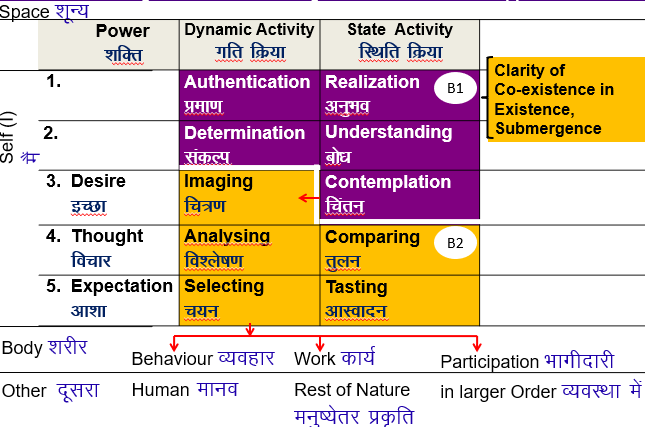 Space शून्य
Power Dynamic Activity State Activity
शक्ति गति क्रिया स्थिति क्रिया
1. Authentication Realization B1
प्रमाण अनुभव
Clarity of
Co-existence in
Existence,
Submergence
2. Determination Understanding
संकल्प बोध
Self (I)
मैं
3. Desire Imaging Contemplation
इच्छा चित्रण चिंतन
4. Thought Analysing Comparing B2
विचार विश्लेषण तुलन
5. Expectation Selecting Tasting
आशा चयन आस्वादन
Body शरीर Behaviour व्यवहार Work कार्य Participation भागीदारी
Other दूसरा Human मानव Rest of Nature in larger Order व्यवस्था में
मनुष्येतर प्रकृति